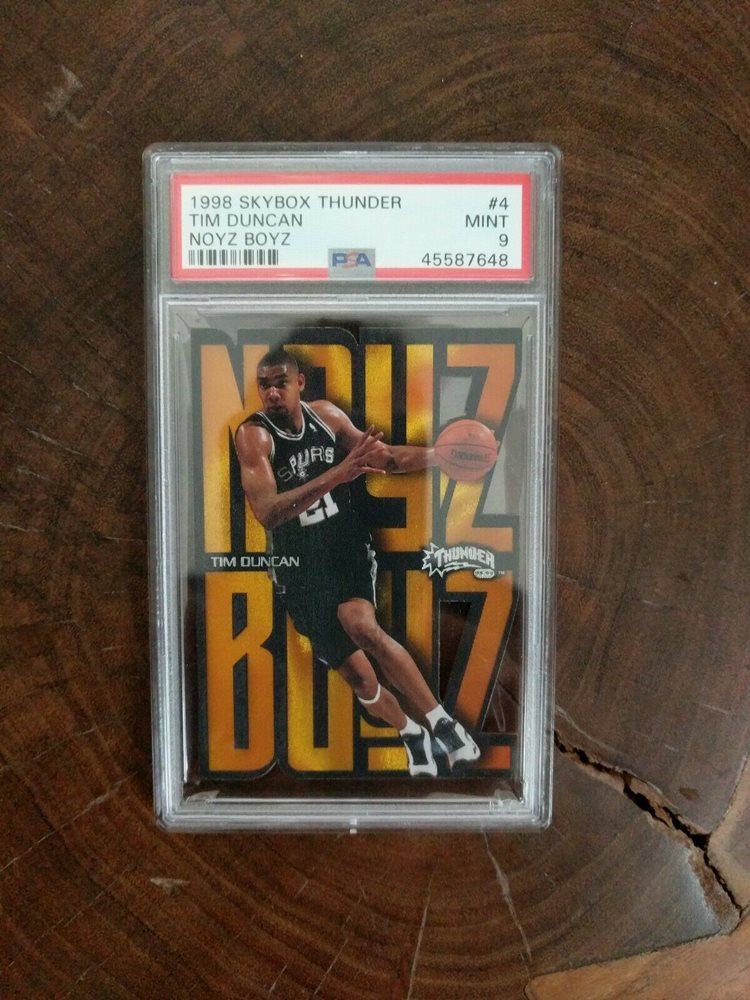 1998 SKYBOX THUNDER #4
TIM DUNCAN MINT
NOYZ BOYZ 9
PSA 45587648
NOYZ
SPURS
21
TIM DUNCAN
THUNDER
BOYZ